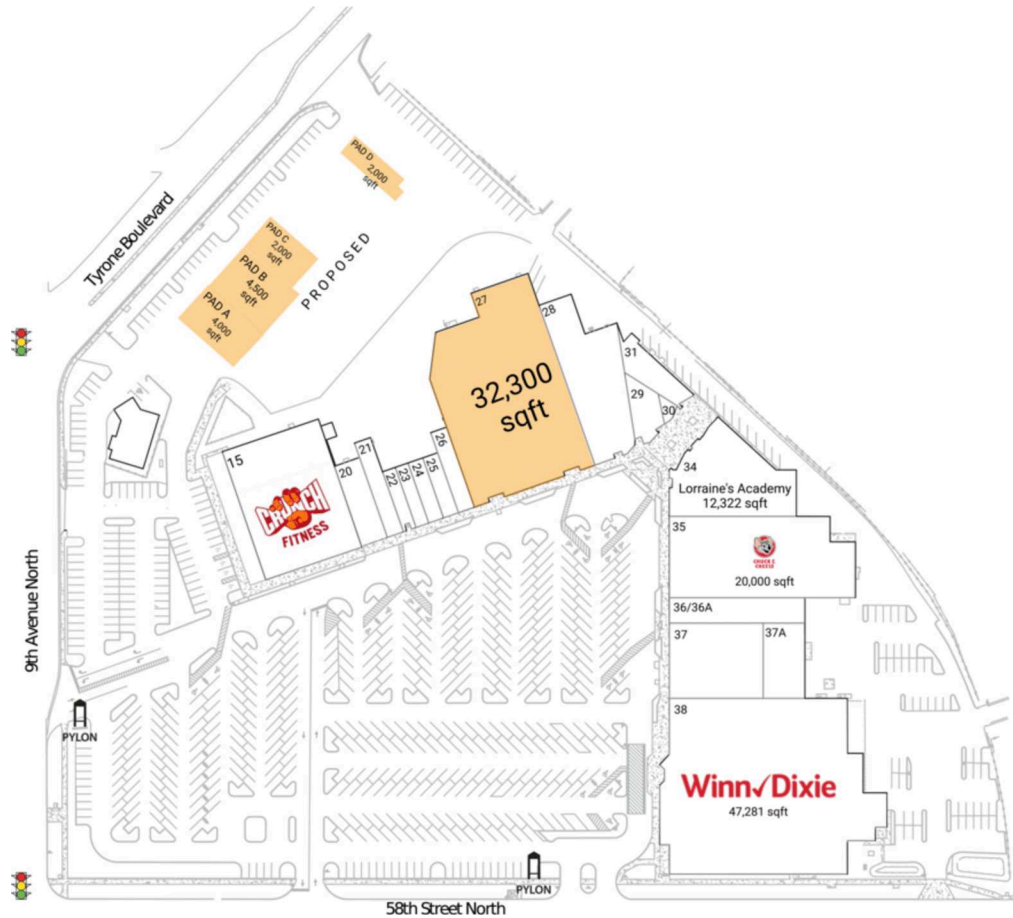 Tyrone Boulevard
PAD D
2,000
sqft
PAD C
2,000
sqft
PAD B
4,500
sqft
PAD A
4,000
sqft
PROPOSED
27
28
32,300
sqft
31
29
30
15
CRUNCH
FITNESS
20
21
22
23
24
25
26
34
Lorraine's Academy
12,322 sqft
35
CHUCK E.
CHEESE
20,000 sqft
36/36A
37
37A
38
Winn✓Dixie
47,281 sqft
9th Avenue North
PYLON
PYLON
58th Street North